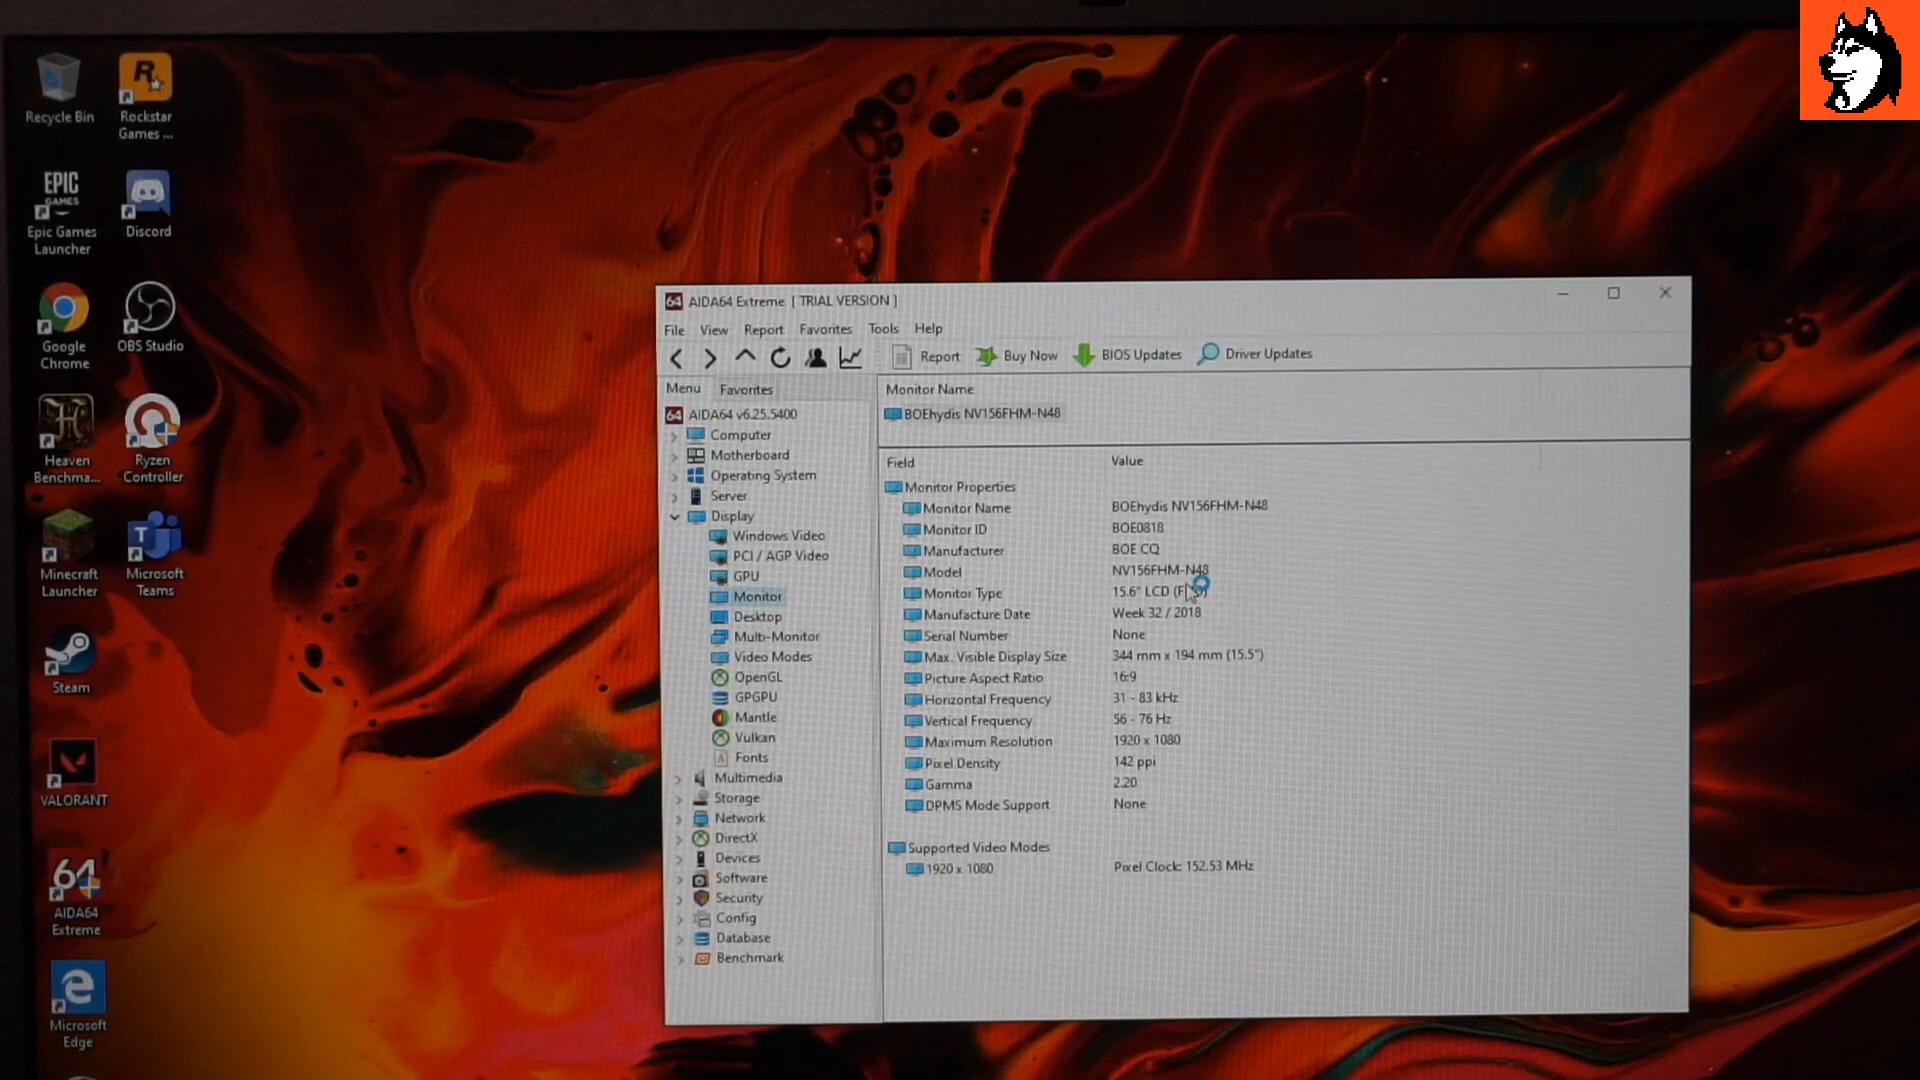 Recycle Bin
Rockstar
Games ...
EPIC
GAMES
Epic Games
Launcher
Discord
Google
Chrome
OBS Studio
Heaven
Benchma...
Ryzen
Controller
Minecraft
Launcher
Microsoft
Teams
Steam
VALORANT
64
AIDA64
Extreme
Microsoft
Edge
64 AIDA64 Extreme [ TRIAL VERSION ]
File View Report Favorites Tools Help
Report Buy Now BIOS Updates Driver Updates
Menu Favorites
64 AIDA64 v6.25.5400
Computer
Motherboard
Operating System
Server
Display
Windows Video
PCI / AGP Video
GPU
Monitor
Desktop
Multi-Monitor
Video Modes
OpenGL
GPGPU
Mantle
Vulkan
Fonts
Multimedia
Storage
Network
DirectX
Devices
Software
Security
Config
Database
Benchmark
Monitor Name
BOEhydis NV156FHM-N48
Field Value
Monitor Properties
Monitor Name BOEhydis NV156FHM-N48
Monitor ID BOE0818
Manufacturer BOE CQ
Model NV156FHM-N48
Monitor Type 15.6" LCD
Manufacture Date Week 32 / 2018
Serial Number None
Max. Visible Display Size 344 mm x 194 mm (15.5")
Picture Aspect Ratio 16:9
Horizontal Frequency 31 - 83 kHz
Vertical Frequency 56 - 76 Hz
Maximum Resolution 1920 x 1080
Pixel Density 142 ppi
Gamma 2.20
DPMS Mode Support None
Supported Video Modes
1920 x 1080 Pixel Clock: 152.53 MHz